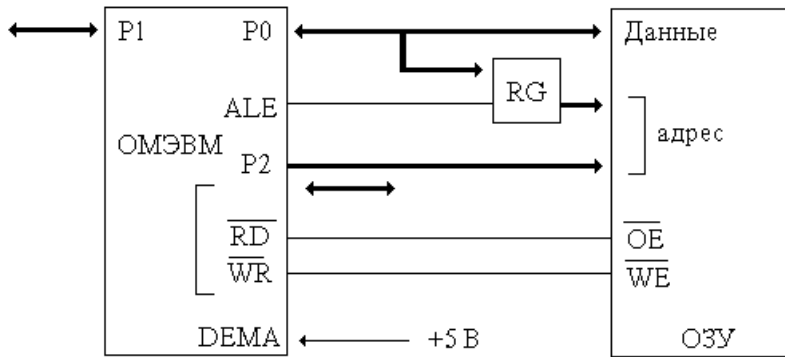 P1 P0 Данные
RG
ALE
адрес
ОМЭВМ
P2
RD OE
WR WE
DEMA +5 В ОЗУ